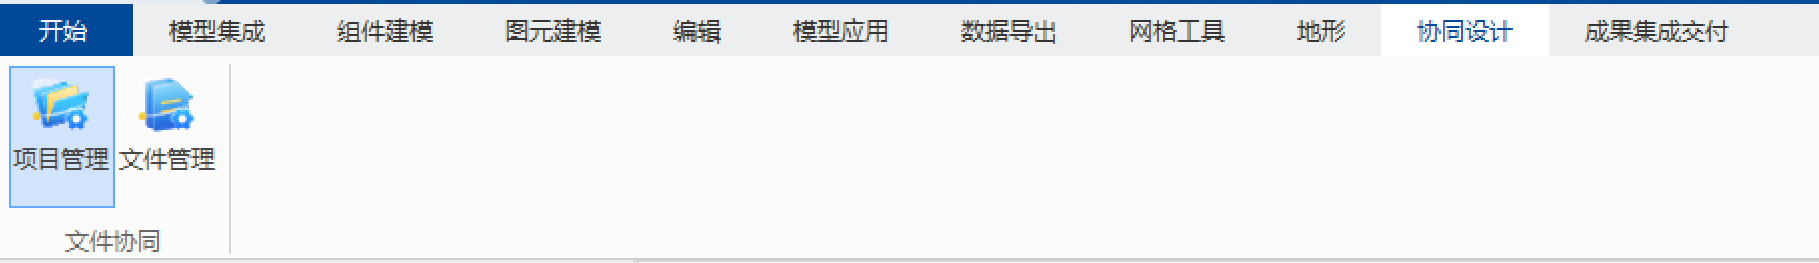 开始 模型集成 组件建模 图元建模 编辑 模型应用 数据导出 网格工具 地形 协同设计 成果集成交付
项目管理 文件管理
文件协同